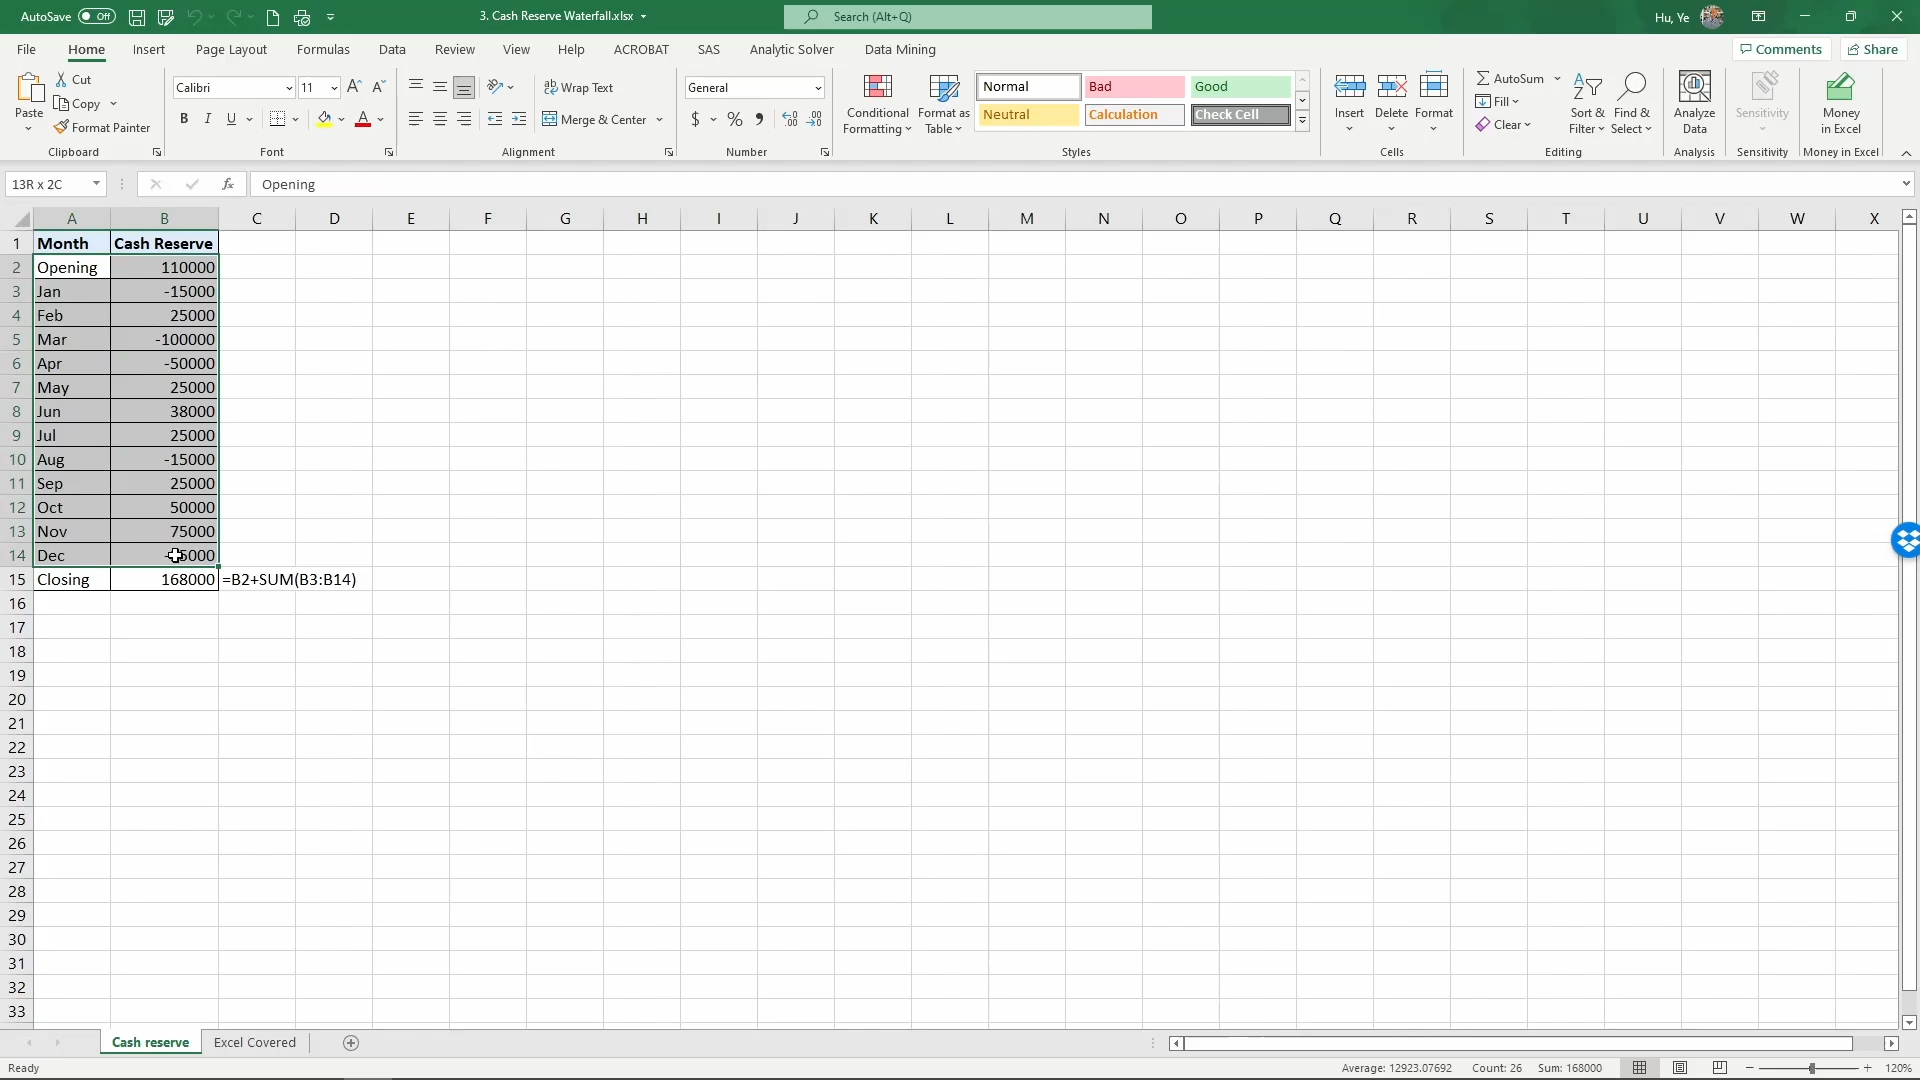 AutoSave Off 3. Cash Reserve Waterfall.xlsx Search (Alt+Q) Hu, Ye
File Home Insert Page Layout Formulas Data Review View Help ACROBAT SAS Analytic Solver Data Mining Comments Share
Paste
Cut
Copy
Format Painter
Clipboard
Calibri 11
B I U
Font
Wrap Text
Merge & Center
Alignment
General
$ % 9
Number
Conditional Formatting
Format as Table
Normal Bad Good
Neutral Calculation Check Cell
Styles
Insert Delete Format
Cells
AutoSum
Fill
Clear
Sort & Filter
Find & Select
Editing
Analyze Data
Analysis
Sensitivity
Sensitivity
Money in Excel
Money in Excel
13R x 2C fx Opening
A B C D E F G H I J K L M N O P Q R S T U V W X
1 Month Cash Reserve
2 Opening 110000
3 Jan -15000
4 Feb 25000
5 Mar -100000
6 Apr -50000
7 May 25000
8 Jun 38000
9 Jul 25000
10 Aug -15000
11 Sep 25000
12 Oct 50000
13 Nov 75000
14 Dec
15 Closing 168000 =B2+SUM(B3:B14)
16
17
18
19
20
21
22
23
24
25
26
27
28
29
30
31
32
33
Cash reserve Excel Covered
Ready Average: 12923.07692 Count: 26 Sum: 168000 120%